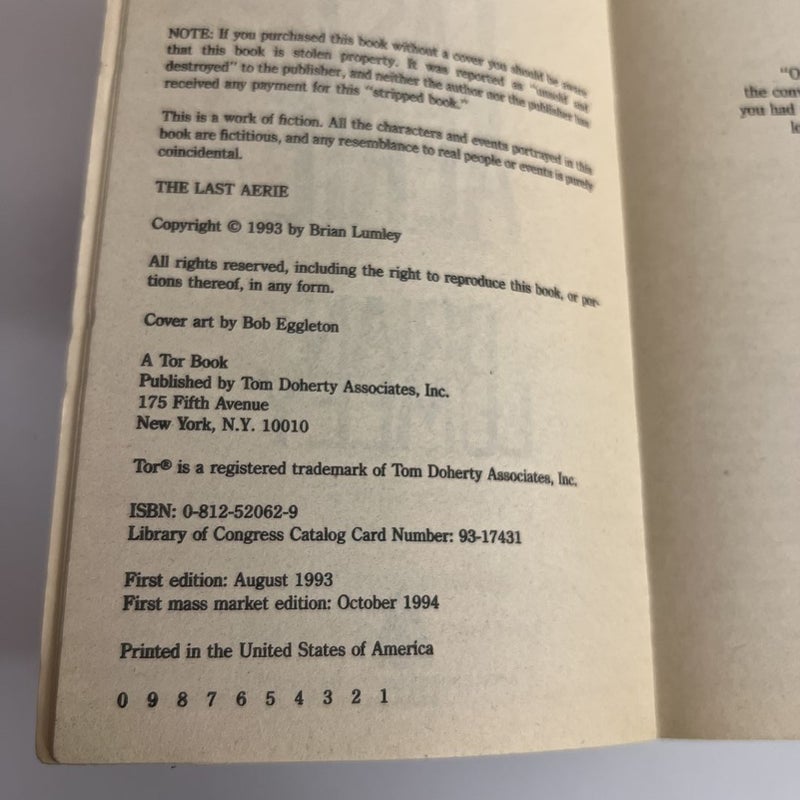 NOTE: If you purchased this book without a cover you should be aware
that this book is stolen property. It was reported as "unsold and
destroyed" to the publisher, and neither the author nor the publisher has
received any payment for this "stripped book."
This is a work of fiction. All the characters and events portrayed in this
book are fictitious, and any resemblance to real people or events is purely
coincidental.
THE LAST AERIE
Copyright © 1993 by Brian Lumley
All rights reserved, including the right to reproduce this book, or por-
tions thereof, in any form.
Cover art by Bob Eggleton
A Tor Book
Published by Tom Doherty Associates, Inc.
175 Fifth Avenue
New York, N.Y. 10010
Tor® is a registered trademark of Tom Doherty Associates, Inc.
ISBN: 0-812-52062-9
Library of Congress Catalog Card Number: 93-17431
First edition: August 1993
First mass market edition: October 1994
Printed in the United States of America
0 9 8 7 6 5 4 3 2 1
"O
the con
you had